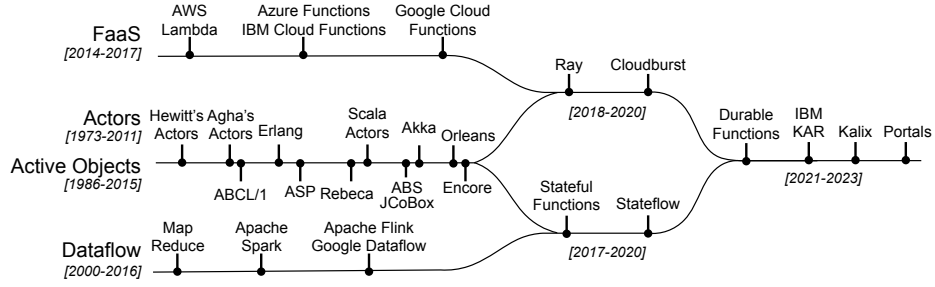 FaaS
[2014-2017]
AWS
Lambda
Azure Functions
IBM Cloud Functions
Google Cloud
Functions
Ray
Cloudburst
[2018-2020]
Actors
[1973-2011]
Active Objects
[1986-2015]
Hewitt's
Actors
Agha's
Actors
Erlang
Scala
Actors
Akka
Orleans
ABCL/1
ASP
Rebeca
ABS
JCoBox
Encore
Durable
Functions
IBM
KAR
Kalix
Portals
[2021-2023]
Stateful
Functions
Stateflow
[2017-2020]
Dataflow
[2000-2016]
Map
Reduce
Apache
Spark
Apache Flink
Google Dataflow